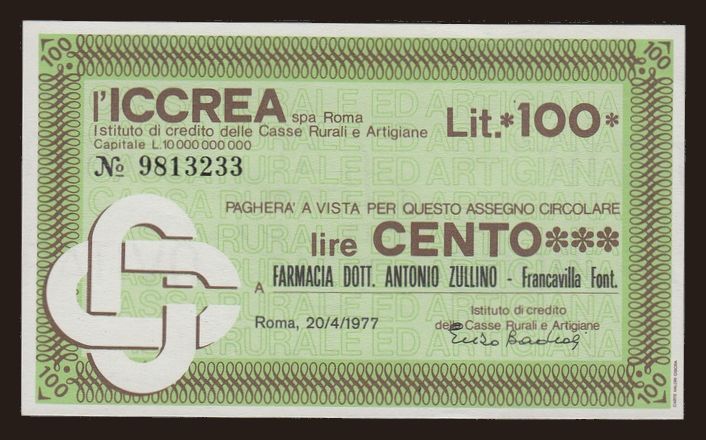 100
100
l'ICCREA spa Roma
Lit.*100*
Istituto di credito delle Casse Rurali e Artigiane
Capitale L.10 000 000 000
No 9813233
PAGHERA' A VISTA PER QUESTO ASSEGNO CIRCOLARE
lire CENTO***
A FARMACIA DOTT. ANTONIO ZULLINO - Francavilla Font.
Roma, 20/4/1977
Istituto di credito
delle Casse Rurali e Artigiane
100
100